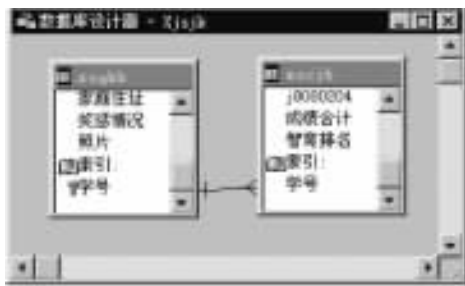 数据库设计器 - Xjsjk
家庭住址
奖惩情况
照片
索引:
学号
j0000204
成绩合计
智育排名
索引:
学号